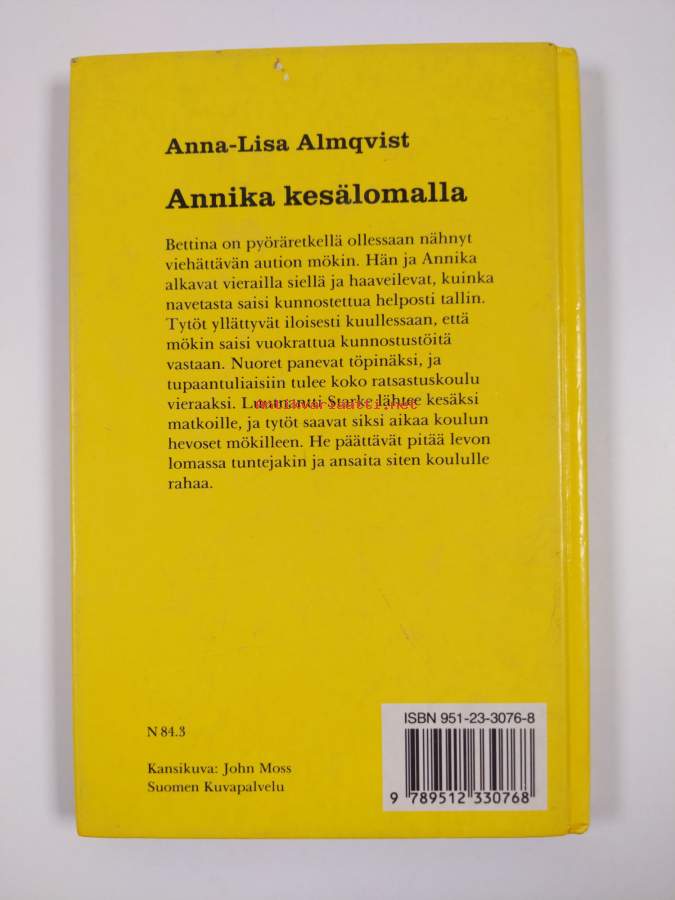 Anna-Lisa Almqvist
Annika kesälomalla
Bettina on pyöräretkellä ollessaan nähnyt
viehättävän aution mökin. Hän ja Annika
alkavat vierailla siellä ja haaveilevat, kuinka
navetasta saisi kunnostettua helposti tallin.
Tytöt yllättyvät iloisesti kuullessaan, että
mökin saisi vuokrattua kunnostustöitä
vastaan. Nuoret panevat töpinäksi, ja
tupaantuliaisiin tulee koko ratsastuskoulu
vieraaksi. Luutnantti Starke lähtee kesäksi
antikvariaatti.net
matkoille, ja tytöt saavat siksi aikaa koulun
hevoset mökilleen. He päättävät pitää levon
lomassa tuntejakin ja ansaita siten koululle
rahaa.
N 84.3
Kansikuva: John Moss
Suomen Kuvapalvelu
ISBN 951-23-3076-8
9 789512 330768